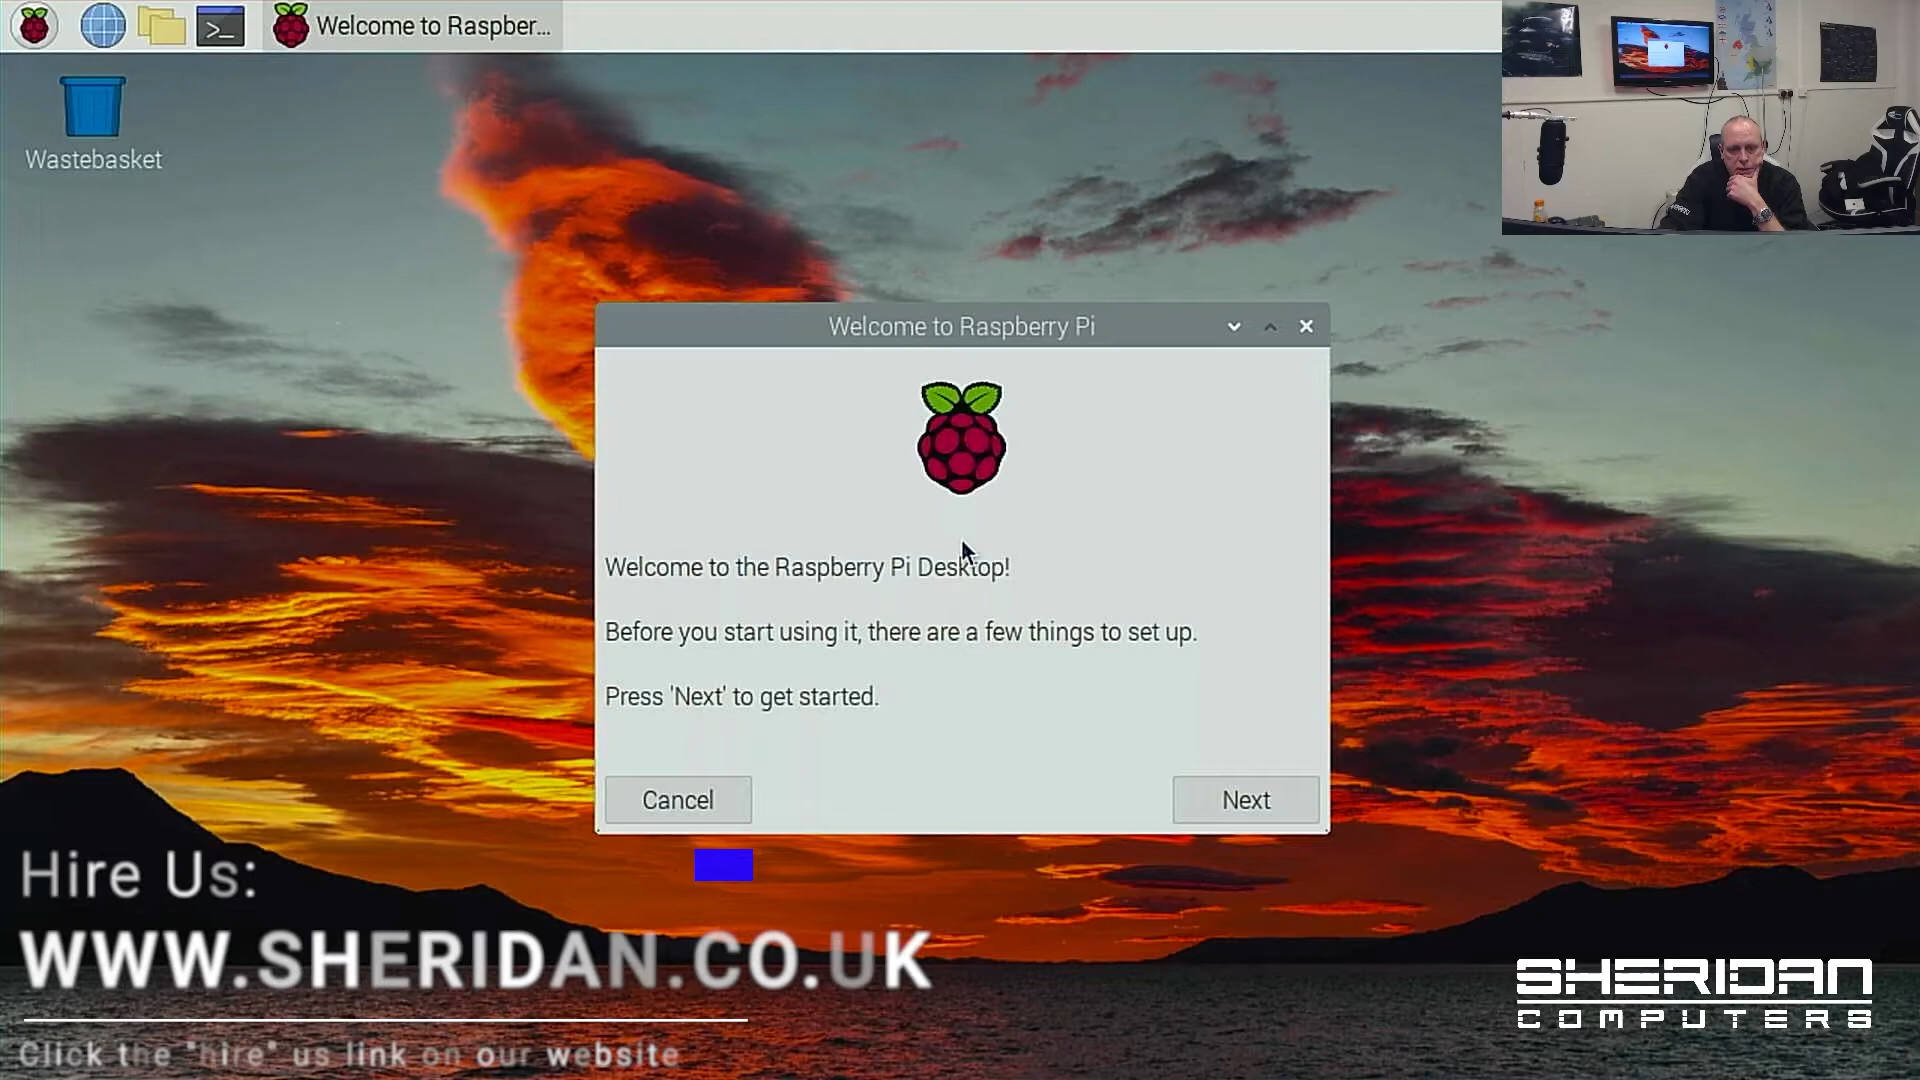 Welcome to Raspber...
Wastebasket
Welcome to Raspberry Pi
Welcome to the Raspberry Pi Desktop!
Before you start using it, there are a few things to set up.
Press 'Next' to get started.
Cancel
Next
Hire Us:
WWW.SHERIDAN.CO.UK
Click the "hire" us link on our website
SHERIDAN
COMPUTERS